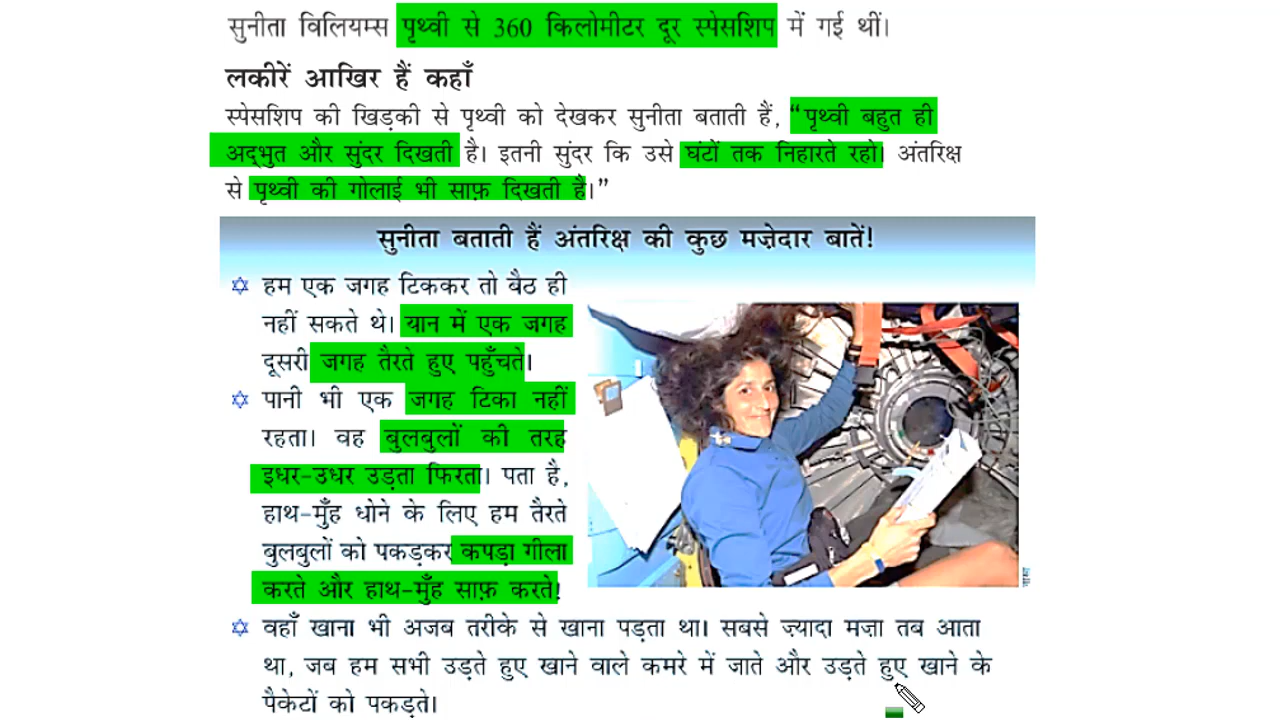 सुनीता विलियम्स पृथ्वी से 360 किलोमीटर दूर स्पेसशिप में गई थीं।
लकीरें आखिर हैं कहाँ
स्पेसशिप की खिड़की से पृथ्वी को देखकर सुनीता बताती हैं, “पृथ्वी बहुत ही
अद्भुत और सुंदर दिखती है। इतनी सुंदर कि उसे घंटों तक निहारते रहो। अंतरिक्ष
से पृथ्वी की गोलाई भी साफ़ दिखती है।”
सुनीता बताती हैं अंतरिक्ष की कुछ मज़ेदार बातें!
हम एक जगह टिककर तो बैठ ही
नहीं सकते थे। यान में एक जगह
दूसरी जगह तैरते हुए पहुँचते।
पानी भी एक जगह टिका नहीं
रहता। वह बुलबुलों की तरह
इधर-उधर उड़ता फिरता। पता है,
हाथ-मुँह धोने के लिए हम तैरते
बुलबुलों को पकड़कर कपड़ा गीला
करते और हाथ-मुँह साफ़ करते!
वहाँ खाना भी अजब तरीके से खाना पड़ता था। सबसे ज़्यादा मज़ा तब आता
था, जब हम सभी उड़ते हुए खाने वाले कमरे में जाते और उड़ते हुए खाने के
पैकेटों को पकड़ते।